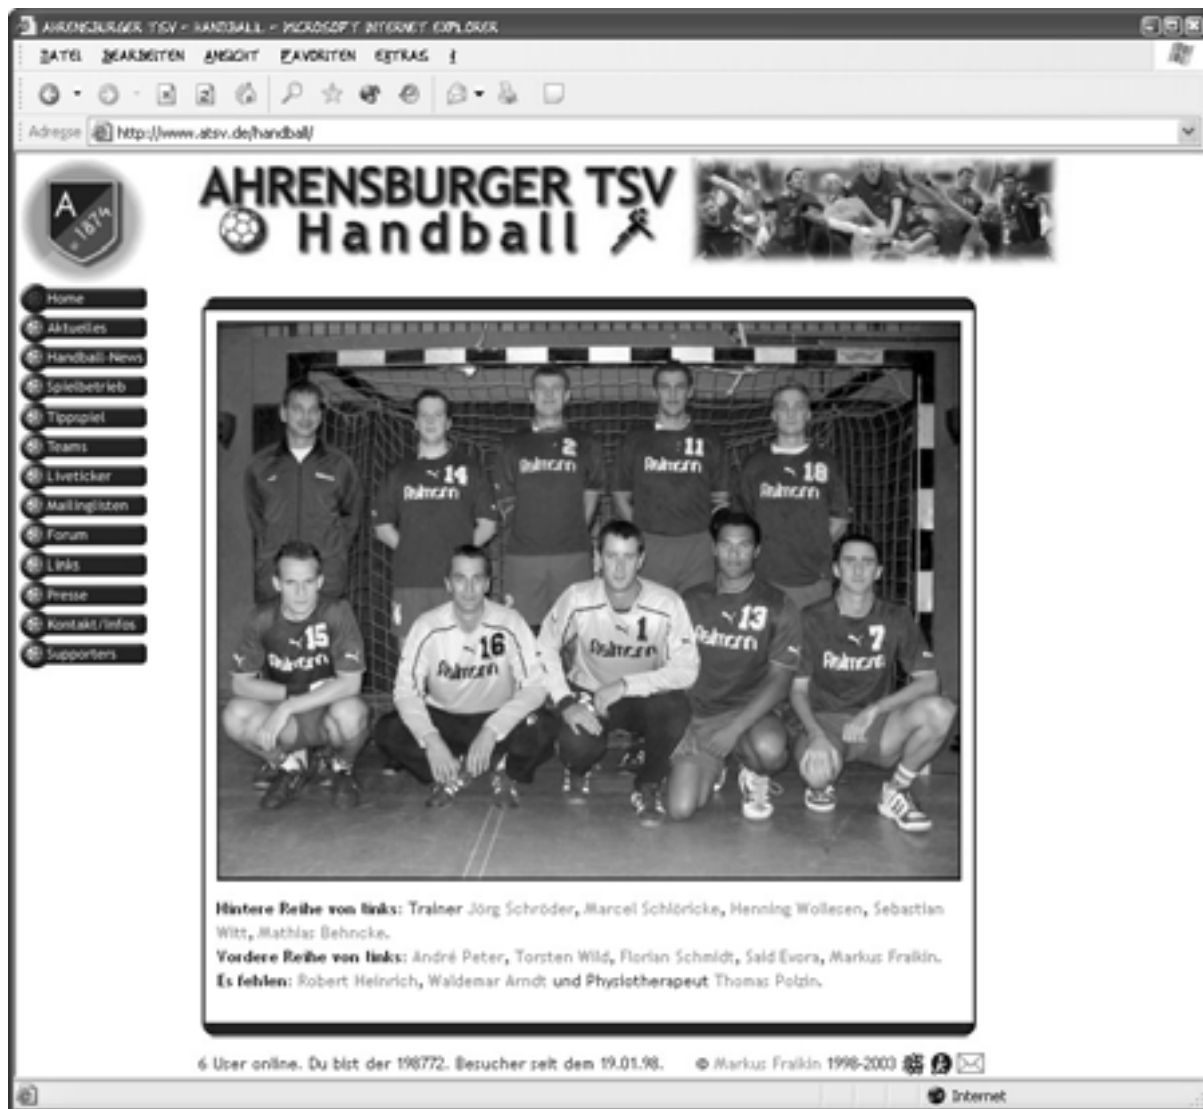 AHRENSBURGER TSV - HANDBALL - MICROSOFT INTERNET EXPLORER
DATEI BEARBEITEN ANSICHT FAVORITEN EXTRAS ?
Adresse http://www.atsv.de/handball/
A
1874
AHRENSBURGER TSV
Handball
Home
Aktuelles
Handball-News
Spielbetrieb
Tippspiel
Teams
Liveticker
Mailinglisten
Forum
Links
Presse
Kontakt/Infos
Supporters
14
2
11
18
15
16
1
13
7
Hintere Reihe von links: Trainer Jörg Schröder, Marcel Schlöricke, Henning Wollesen, Sebastian
Witt, Mathias Behncke.
Vordere Reihe von links: André Peter, Torsten Wild, Florian Schmidt, Said Evora, Markus Fraikin.
Es fehlen: Robert Heinrich, Waldemar Arndt und Physiotherapeut Thomas Polzin.
6 User online. Du bist der 198772. Besucher seit dem 19.01.98. © Markus Fraikin 1998-2003
Internet